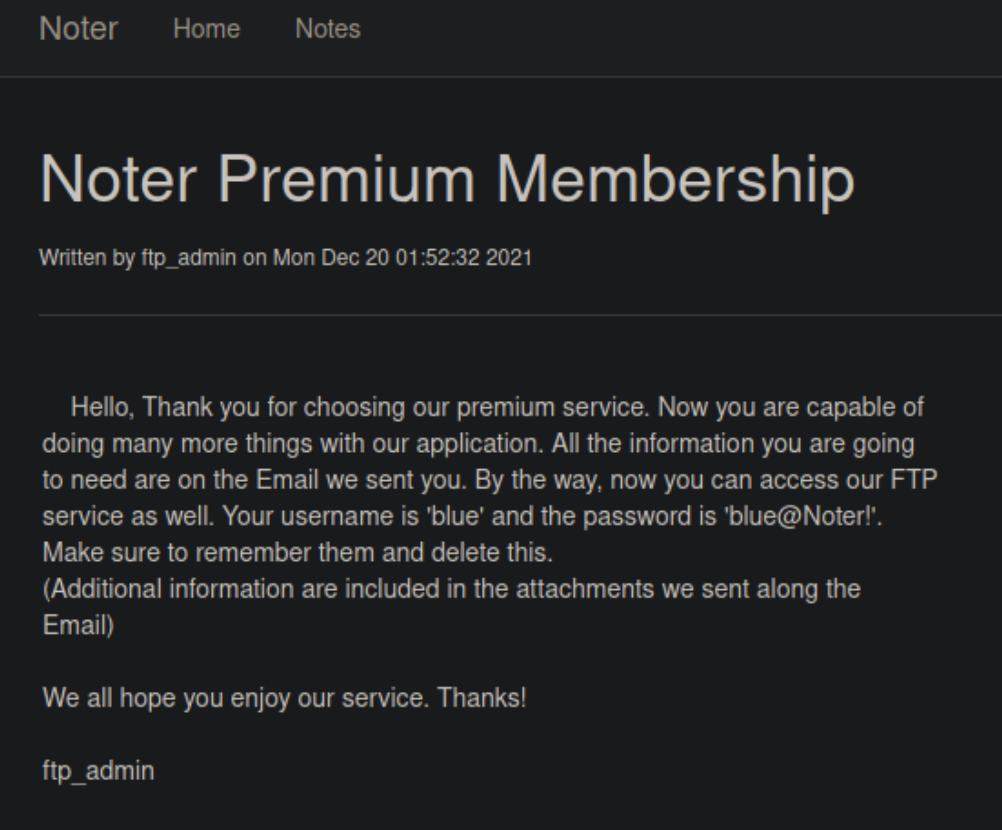 Noter Home Notes
Noter Premium Membership
Written by ftp_admin on Mon Dec 20 01:52:32 2021
Hello, Thank you for choosing our premium service. Now you are capable of
doing many more things with our application. All the information you are going
to need are on the Email we sent you. By the way, now you can access our FTP
service as well. Your username is 'blue' and the password is 'blue@Noter!'.
Make sure to remember them and delete this.
(Additional information are included in the attachments we sent along the
Email)
We all hope you enjoy our service. Thanks!
ftp_admin